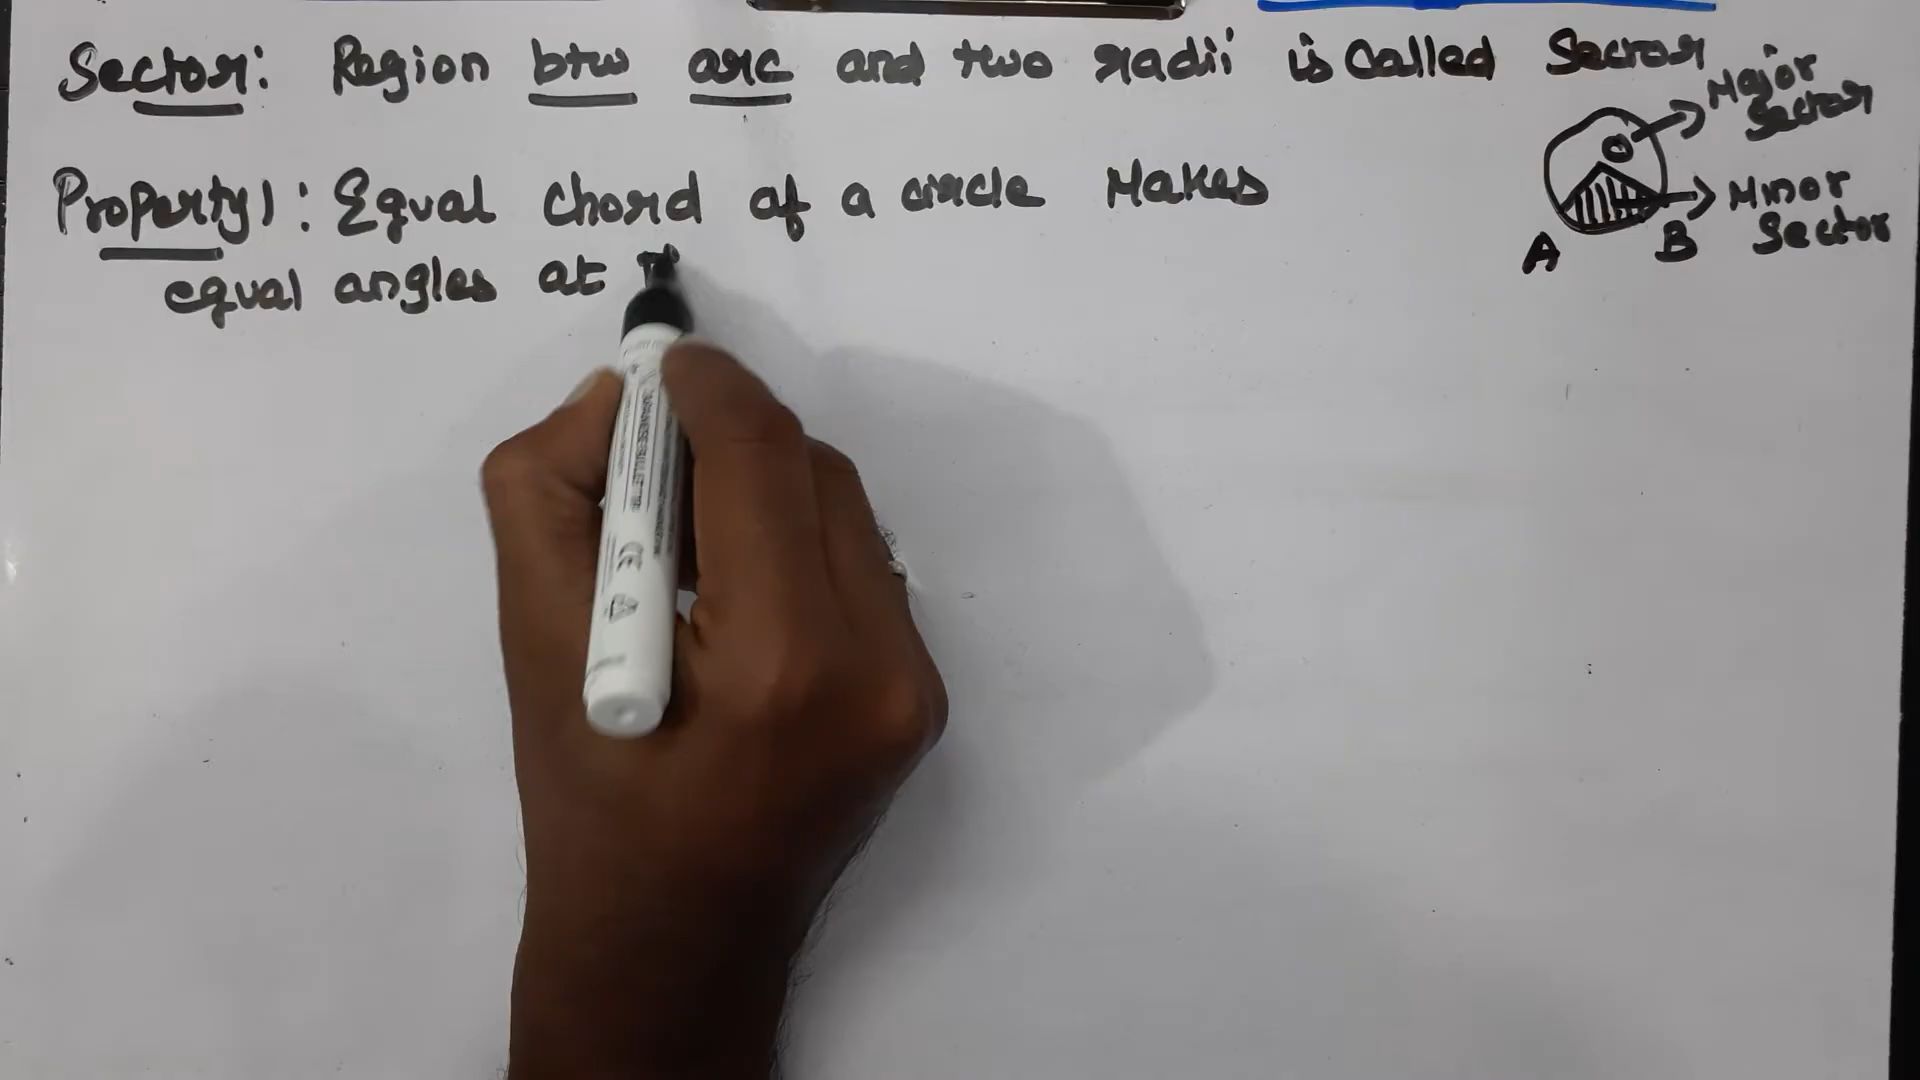 Sector: Region btw arc and two radii is called Sector
Major
Sector
Property 1: Equal chord of a circle Makes
Minor
Sector
equal angles at
A
B
CE